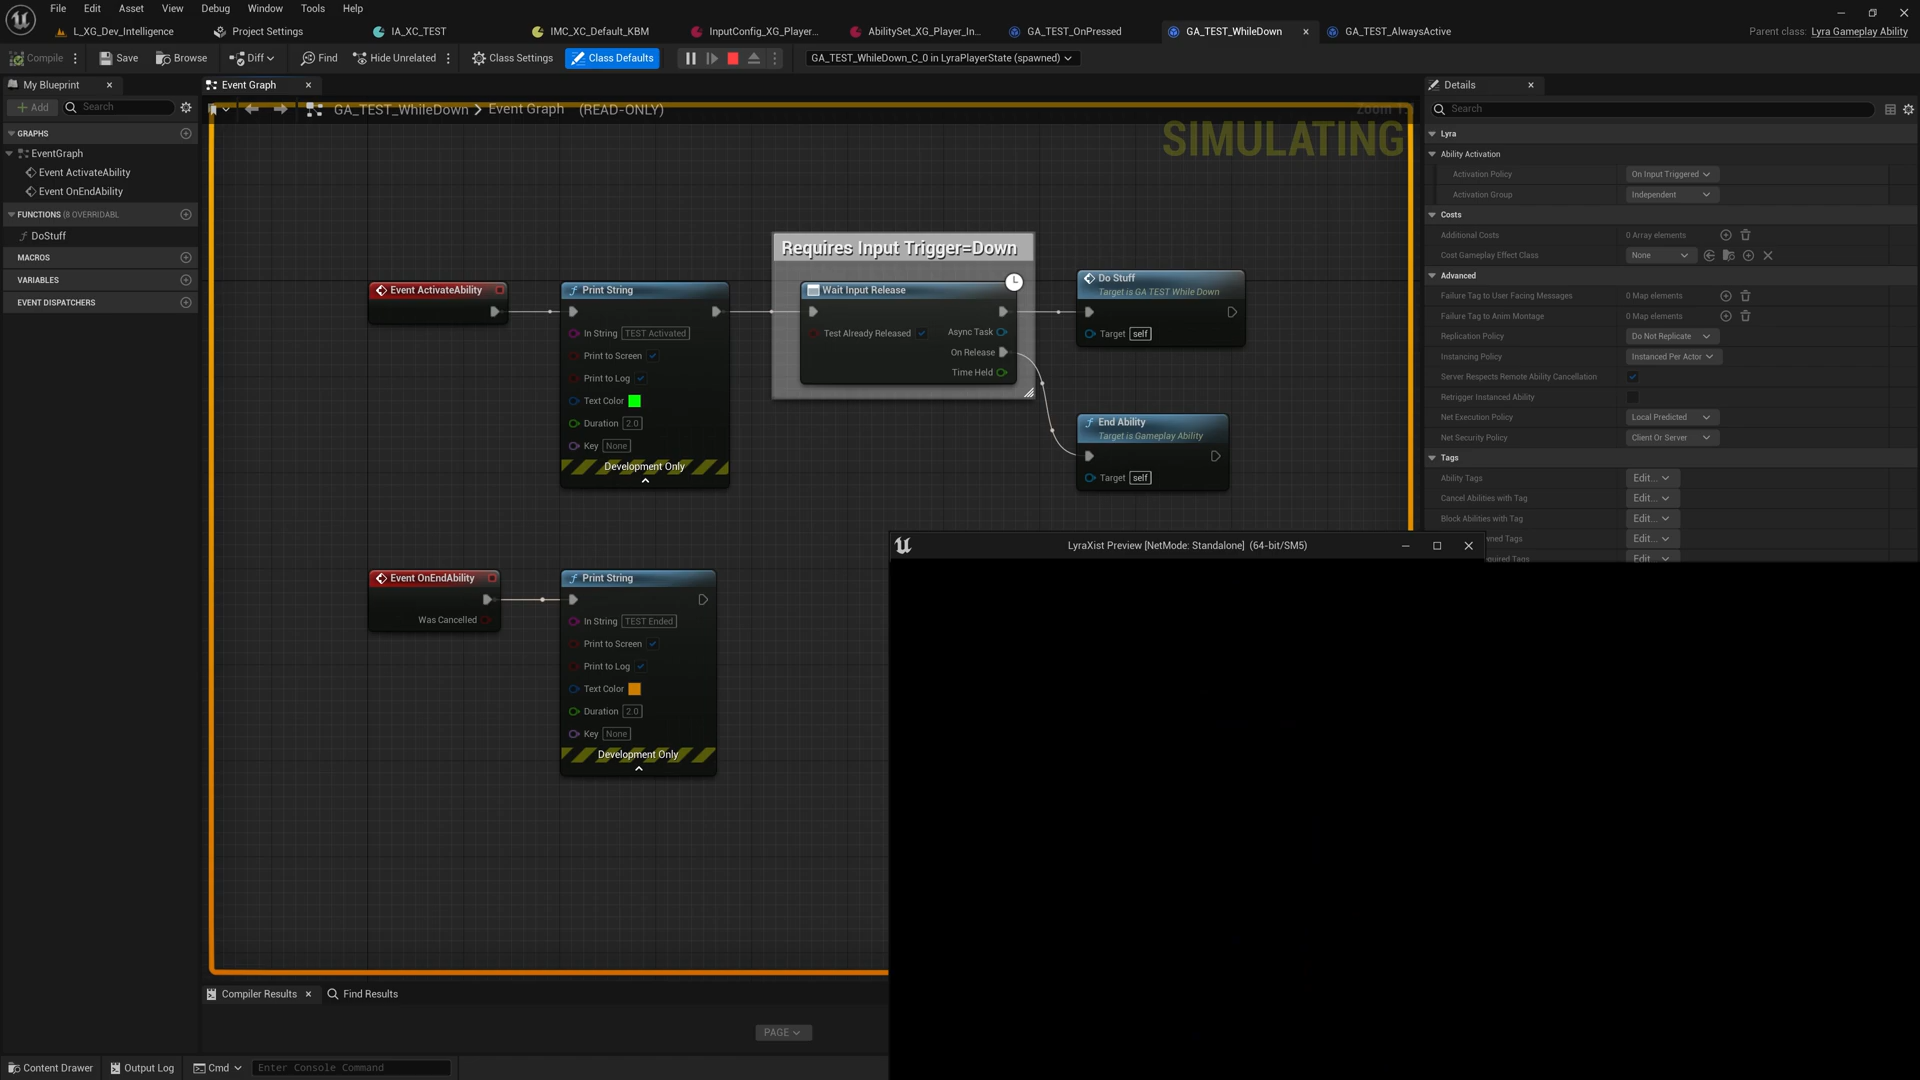 File Edit Asset View Debug Window Tools Help
L_XG_Dev_Intelligence Project Settings IA_XC_TEST IMC_XC_Default_KBM InputConfig_XG_Player... AbilitySet_XG_Player_In... GA_TEST_OnPressed GA_TEST_WhileDown GA_TEST_AlwaysActive Parent class: Lyra Gameplay Ability
Compile Save Browse Diff Find Hide Unrelated Class Settings Class Defaults GA_TEST_WhileDown_C_0 in LyraPlayerState (spawned)
My Blueprint Event Graph Details
Add Search GA_TEST_WhileDown > Event Graph (READ-ONLY) Search
SIMULATING
GRAPHS
EventGraph
Event ActivateAbility
Event OnEndAbility
FUNCTIONS (8 OVERRIDABL
DoStuff
MACROS
VARIABLES
EVENT DISPATCHERS
Requires Input Trigger=Down
Event ActivateAbility
Print String
In String TEST Activated
Print to Screen
Print to Log
Text Color
Duration 2.0
Key None
Development Only
Wait Input Release
Test Already Released Async Task
On Release
Time Held
Do Stuff
Target is GA TEST While Down
Target self
End Ability
Target is Gameplay Ability
Target self
Event OnEndAbility
Was Cancelled
Print String
In String TEST Ended
Print to Screen
Print to Log
Text Color
Duration 2.0
Key None
Development Only
Lyra
Ability Activation
Activation Policy On Input Triggered
Activation Group Independent
Costs
Additional Costs 0 Array elements
Cost Gameplay Effect Class None
Advanced
Failure Tag to User Facing Messages 0 Map elements
Failure Tag to Anim Montage 0 Map elements
Replication Policy Do Not Replicate
Instancing Policy Instanced Per Actor
Server Respects Remote Ability Cancellation
Retrigger Instanced Ability
Net Execution Policy Local Predicted
Net Security Policy Client Or Server
Tags
Ability Tags Edit...
Cancel Abilities with Tag Edit...
Block Abilities with Tag Edit...
wned Tags Edit...
quired Tags Edit...
LyraXist Preview [NetMode: Standalone] (64-bit/SM5)
Compiler Results Find Results
PAGE
Content Drawer Output Log Cmd Enter Console Command